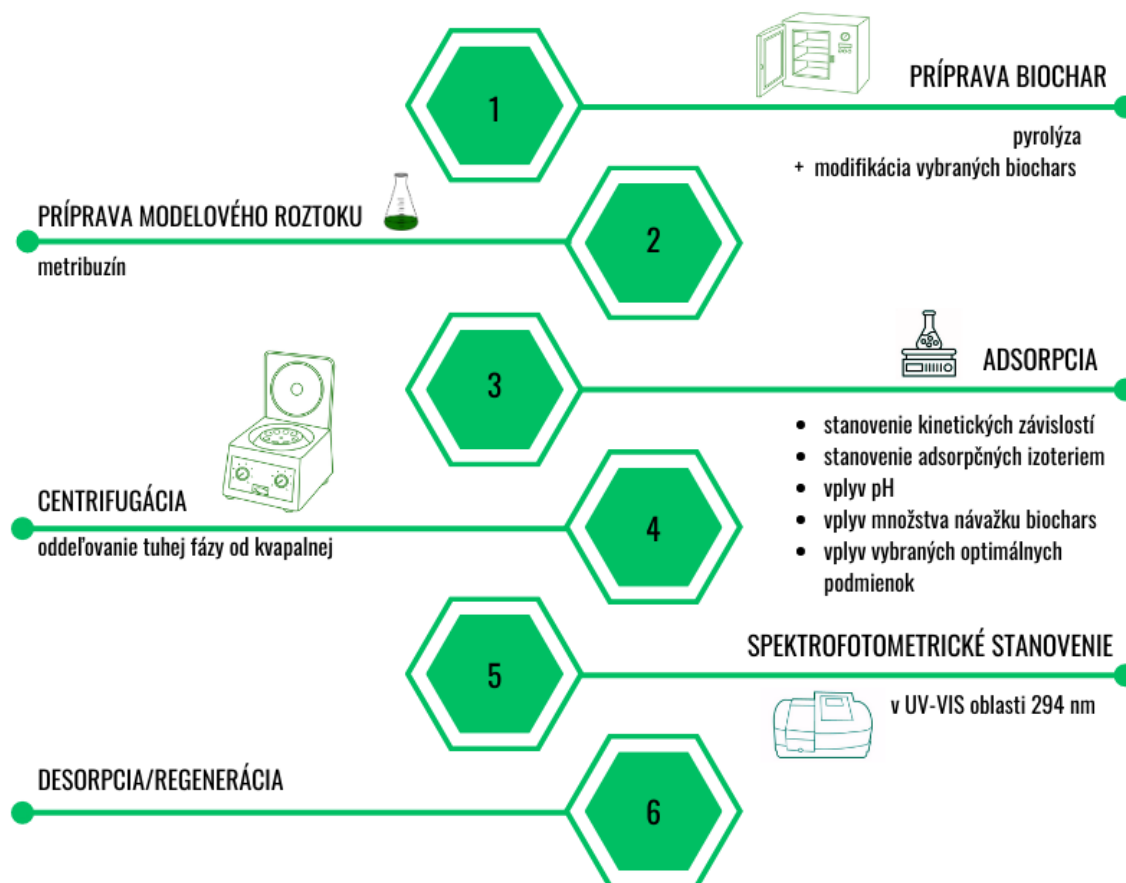 1
PRÍPRAVA BIOCHAR
pyrolýza
+ modifikácia vybraných biochars
PRÍPRAVA MODELOVÉHO ROZTOKU
2
metribuzín
3
ADSORPCIA
• stanovenie kinetických závislostí
• stanovenie adsorpčných izoteriem
• vplyv pH
• vplyv množstva návažku biochars
• vplyv vybraných optimálnych
podmienok
CENTRIFUGÁCIA
4
oddeľovanie tuhej fázy od kvapalnej
5
SPEKTROFOTOMETRICKÉ STANOVENIE
v UV-VIS oblasti 294 nm
DESORPCIA/REGENERÁCIA
6